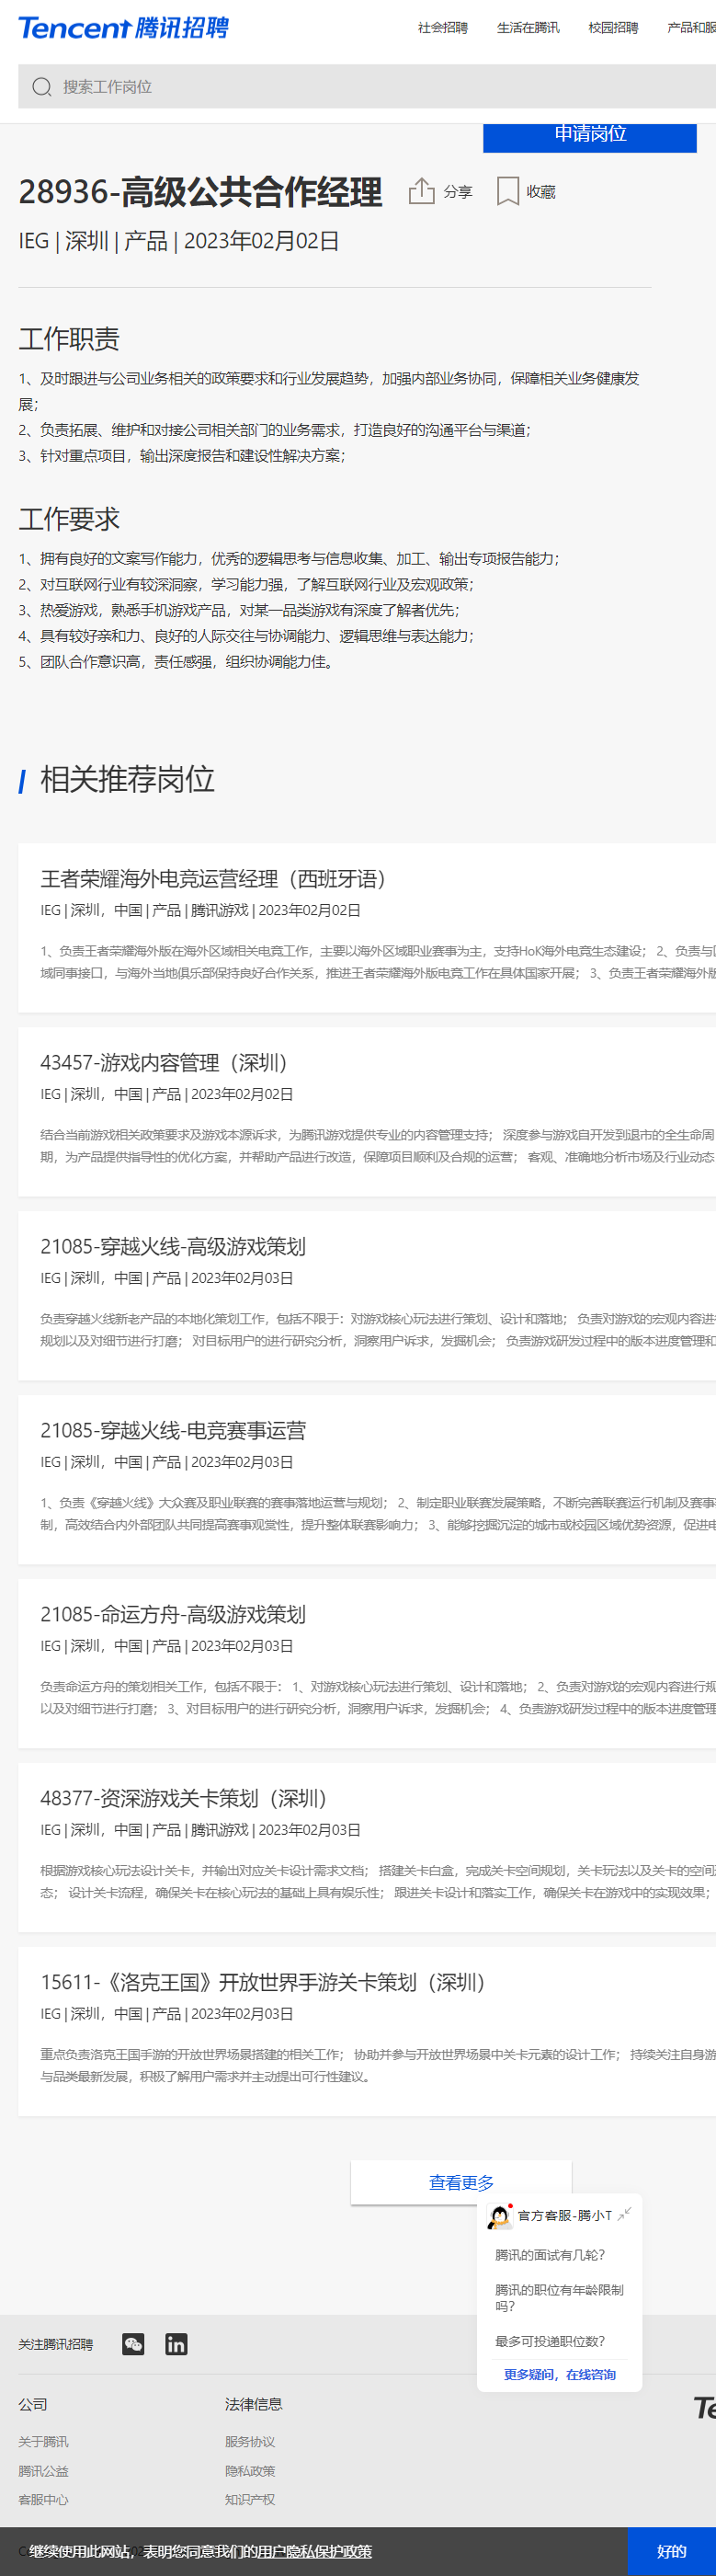 Tencent 腾讯招聘
社会招聘 生活在腾讯 校园招聘 产品和服
搜索工作岗位
申请岗位
28936-高级公共合作经理 分享 收藏
IEG | 深圳 | 产品 | 2023年02月02日
工作职责
1、及时跟进与公司业务相关的政策要求和行业发展趋势，加强内部业务协同，保障相关业务健康发
展；
2、负责拓展、维护和对接公司相关部门的业务需求，打造良好的沟通平台与渠道；
3、针对重点项目，输出深度报告和建设性解决方案；
工作要求
1、拥有良好的文案写作能力，优秀的逻辑思考与信息收集、加工、输出专项报告能力；
2、对互联网行业有较深洞察，学习能力强，了解互联网行业及宏观政策；
3、热爱游戏，熟悉手机游戏产品，对某一品类游戏有深度了解者优先；
4、具有较好亲和力、良好的人际交往与协调能力、逻辑思维与表达能力；
5、团队合作意识高，责任感强，组织协调能力佳。
相关推荐岗位
王者荣耀海外电竞运营经理（西班牙语）
IEG | 深圳，中国 | 产品 | 腾讯游戏 | 2023年02月02日
1、负责王者荣耀海外版在海外区域相关电竞工作，主要以海外区域职业赛事为主，支持HoK海外电竞生态建设； 2、负责与区
域同事接口，与海外当地俱乐部保持良好合作关系，推进王者荣耀海外版电竞工作在具体国家开展； 3、负责王者荣耀海外版
43457-游戏内容管理（深圳）
IEG | 深圳，中国 | 产品 | 2023年02月02日
结合当前游戏相关政策要求及游戏本源诉求，为腾讯游戏提供专业的内容管理支持； 深度参与游戏自开发到退市的全生命周
期，为产品提供指导性的优化方案，并帮助产品进行改造，保障项目顺利及合规的运营； 客观、准确地分析市场及行业动态
21085-穿越火线-高级游戏策划
IEG | 深圳，中国 | 产品 | 2023年02月03日
负责穿越火线新老产品的本地化策划工作，包括不限于：对游戏核心玩法进行策划、设计和落地； 负责对游戏的宏观内容进行
规划以及对细节进行打磨； 对目标用户的进行研究分析，洞察用户诉求，发掘机会； 负责游戏研发过程中的版本进度管理和
21085-穿越火线-电竞赛事运营
IEG | 深圳，中国 | 产品 | 2023年02月03日
1、负责《穿越火线》大众赛及职业联赛的赛事落地运营与规划； 2、制定职业联赛发展策略，不断完善联赛运行机制及赛事
制，高效结合内外部团队共同提高赛事观赏性，提升整体联赛影响力； 3、能够挖掘沉淀的城市或校园区域优势资源，促进电
21085-命运方舟-高级游戏策划
IEG | 深圳，中国 | 产品 | 2023年02月03日
负责命运方舟的策划相关工作，包括不限于： 1、对游戏核心玩法进行策划、设计和落地； 2、负责对游戏的宏观内容进行规
以及对细节进行打磨； 3、对目标用户的进行研究分析，洞察用户诉求，发掘机会； 4、负责游戏研发过程中的版本进度管理
48377-资深游戏关卡策划（深圳）
IEG | 深圳，中国 | 产品 | 腾讯游戏 | 2023年02月03日
根据游戏核心玩法设计关卡，并输出对应关卡设计需求文档； 搭建关卡白盒，完成关卡空间规划，关卡玩法以及关卡的空间
态； 设计关卡流程，确保关卡在核心玩法的基础上具有娱乐性； 跟进关卡设计和落实工作，确保关卡在游戏中的实现效果；
15611-《洛克王国》开放世界手游关卡策划（深圳）
IEG | 深圳，中国 | 产品 | 2023年02月03日
重点负责洛克王国手游的开放世界场景搭建的相关工作； 协助并参与开放世界场景中关卡元素的设计工作； 持续关注自身游
与品类最新发展，积极了解用户需求并主动提出可行性建议。
查看更多
官方客服-腾小T
腾讯的面试有几轮？
腾讯的职位有年龄限制
吗？
最多可投递职位数？
更多疑问，在线咨询
关注腾讯招聘
公司 法律信息 Te
关于腾讯 服务协议
腾讯公益 隐私政策
客服中心 知识产权
继续使用此网站，表明您同意我们的用户隐私保护政策 好的